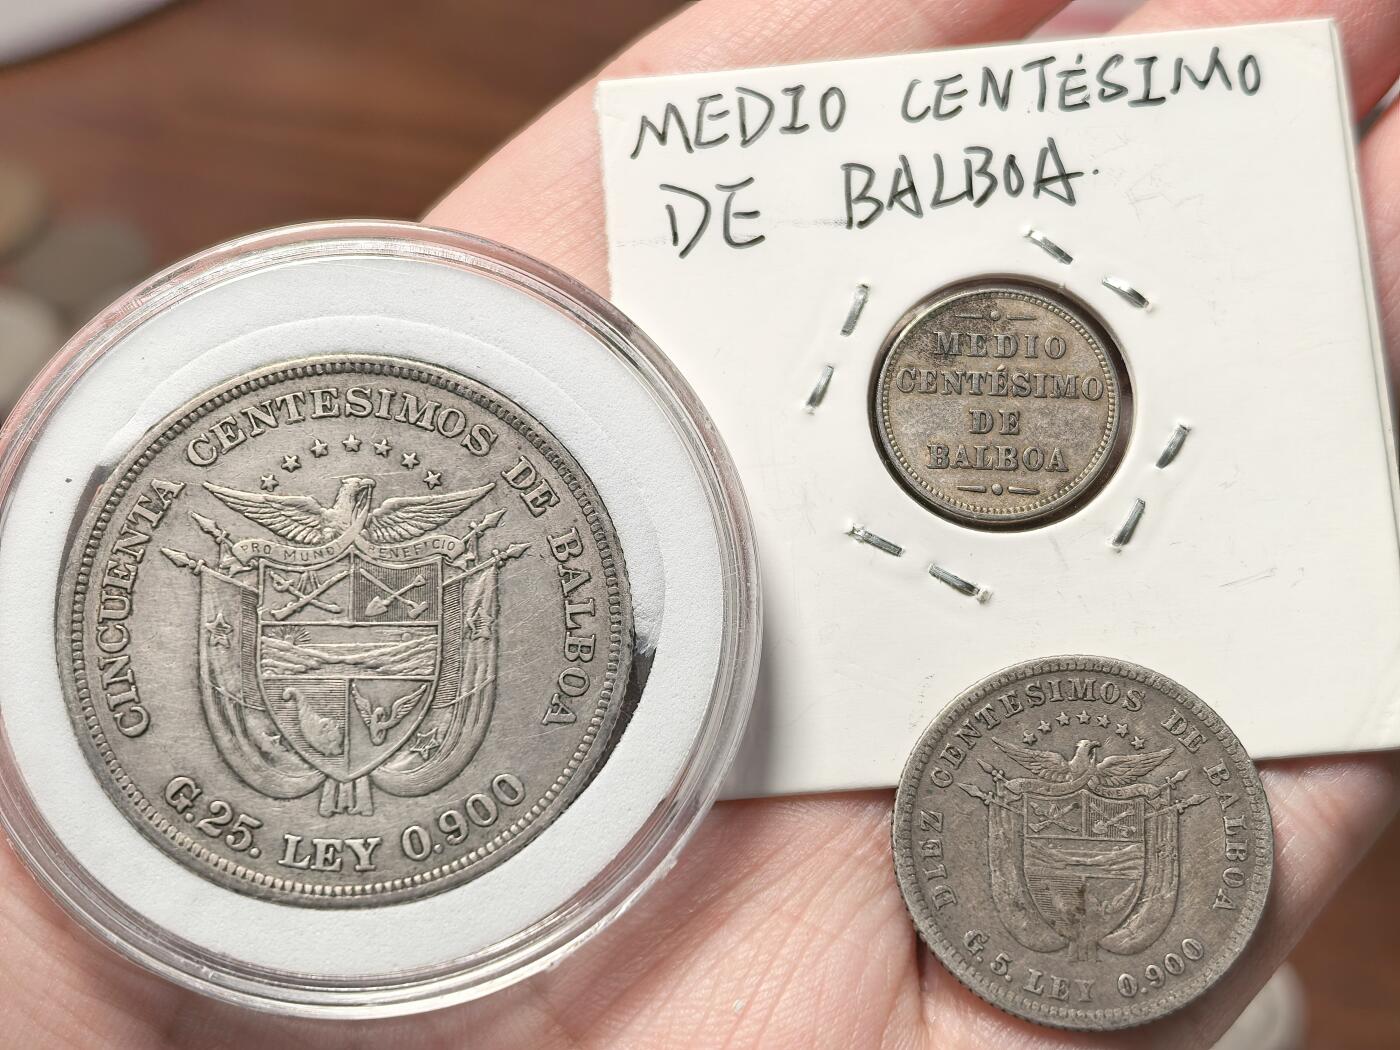 MEDIO CENTÉSIMO
DE BALBOA.
MEDIO
CENTÉSIMO
DE
BALBOA
CINCUENTA CENTESIMOS DE BALBOA
PRO MUNDI BENEFICIO
G.25. LEY 0.900
DIEZ CENTESIMOS DE BALBOA
G.5. LEY 0.900